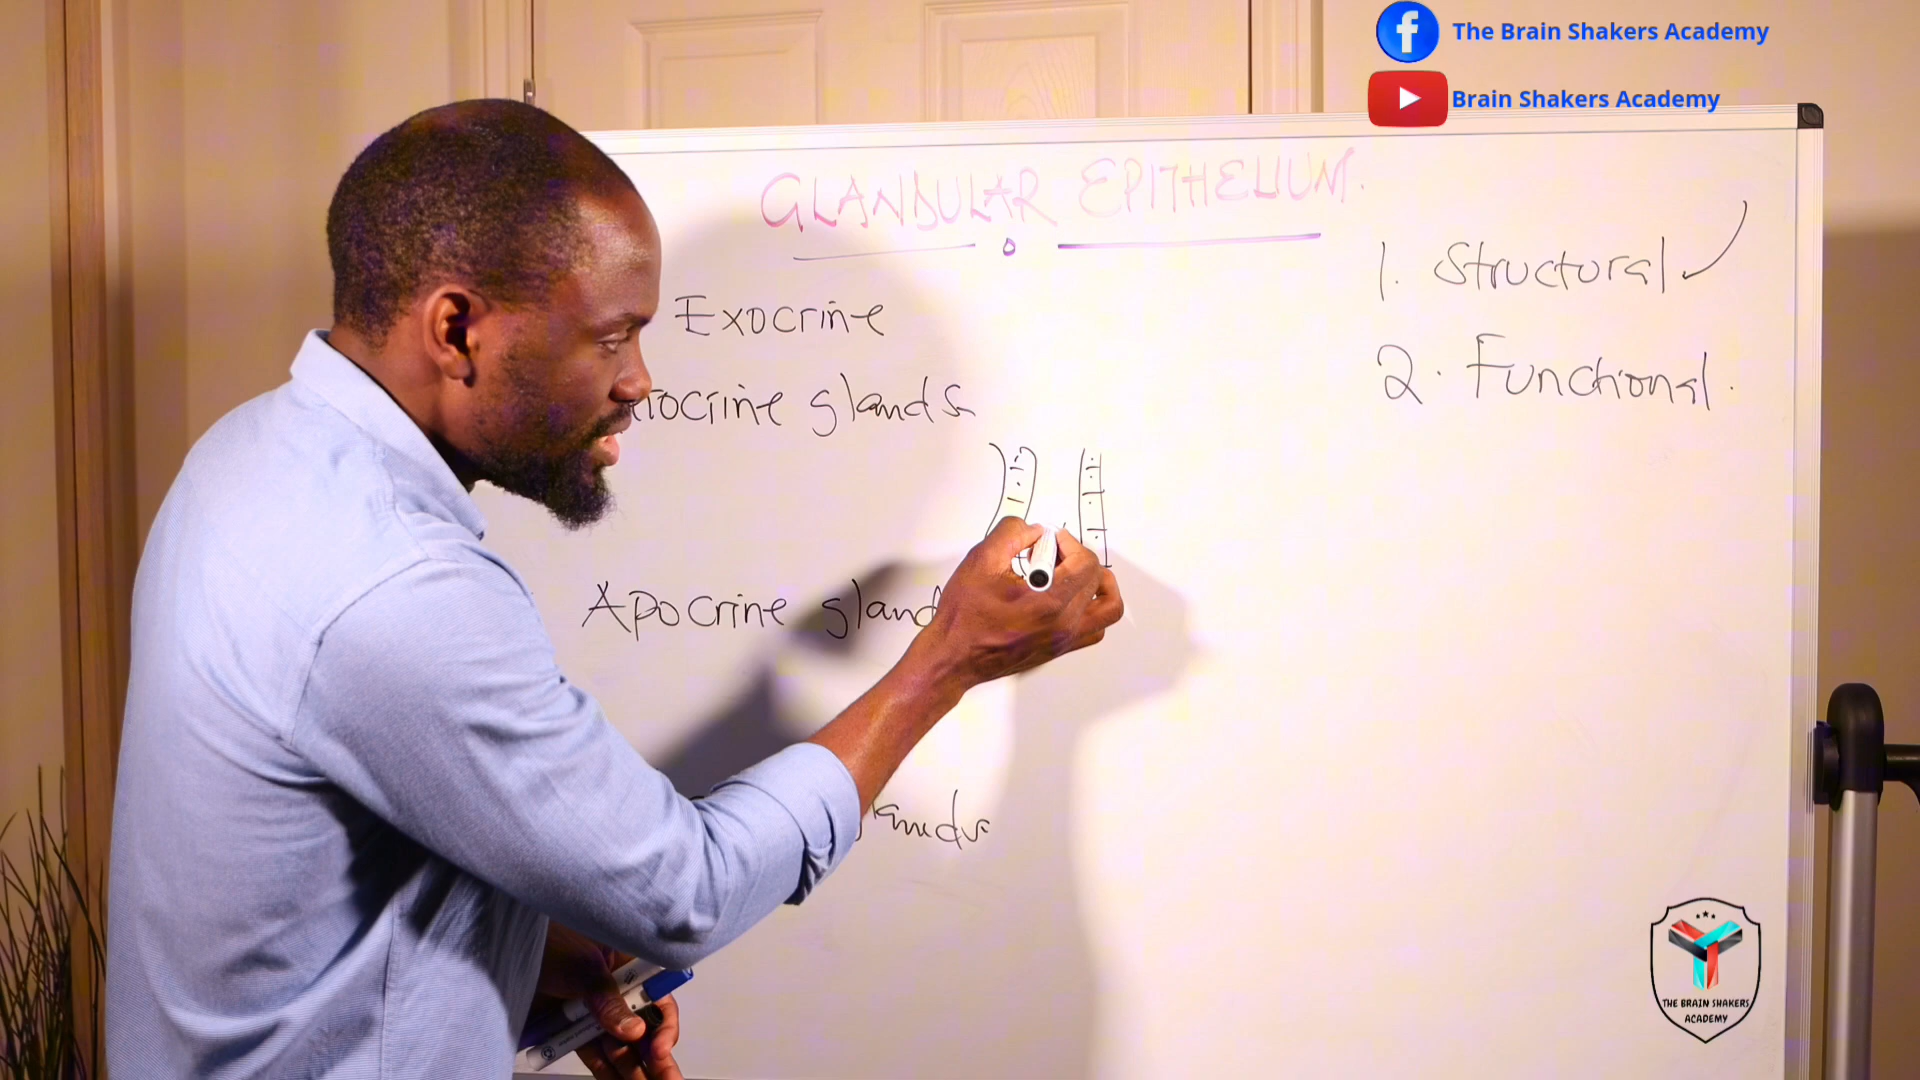 The Brain Shakers Academy
Brain Shakers Academy
GLANDULAR EPITHELIUM.
1. Structural
2. Functional.
Exocrine
glands
Apocrine gland
THE BRAIN SHAKERS
ACADEMY